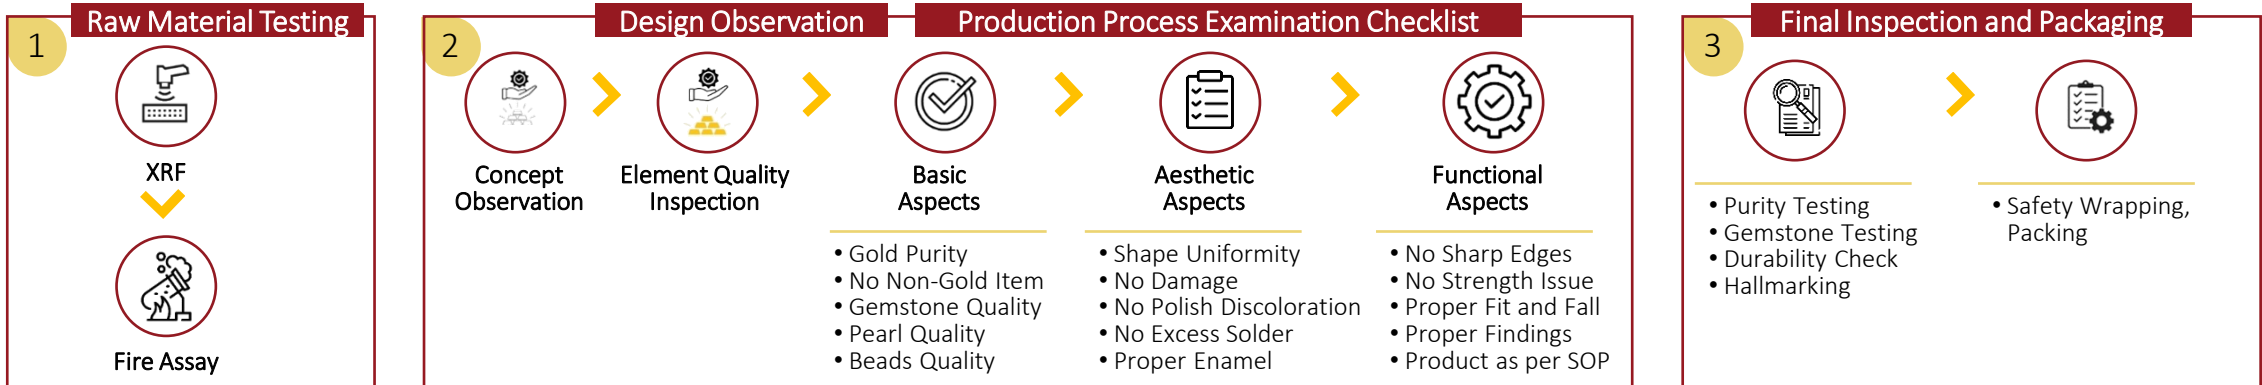 1
Raw Material Testing
XRF
Fire Assay
2
Design Observation
Production Process Examination Checklist
Concept
Observation
Element Quality
Inspection
Basic
Aspects
• Gold Purity
• No Non-Gold Item
• Gemstone Quality
• Pearl Quality
• Beads Quality
Aesthetic
Aspects
• Shape Uniformity
• No Damage
• No Polish Discoloration
• No Excess Solder
• Proper Enamel
Functional
Aspects
• No Sharp Edges
• No Strength Issue
• Proper Fit and Fall
• Proper Findings
• Product as per SOP
3
Final Inspection and Packaging
• Purity Testing
• Gemstone Testing
• Durability Check
• Hallmarking
• Safety Wrapping,
Packing